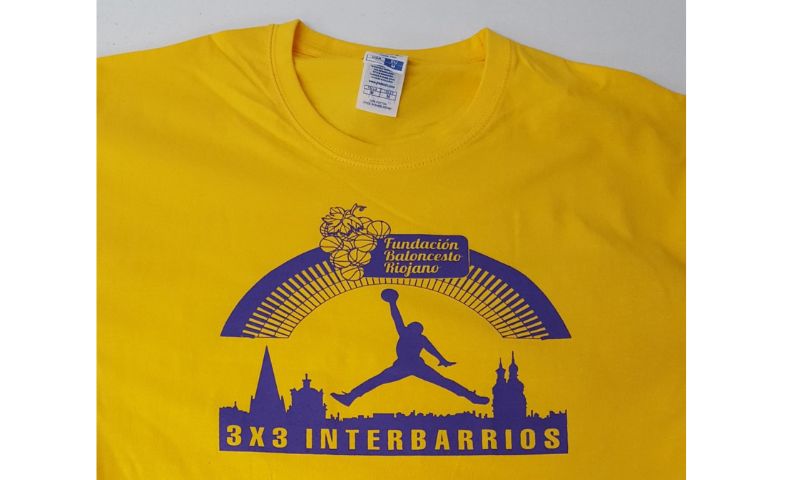 Fundación
Baloncesto
Riojano
3X3 INTERBARRIOS